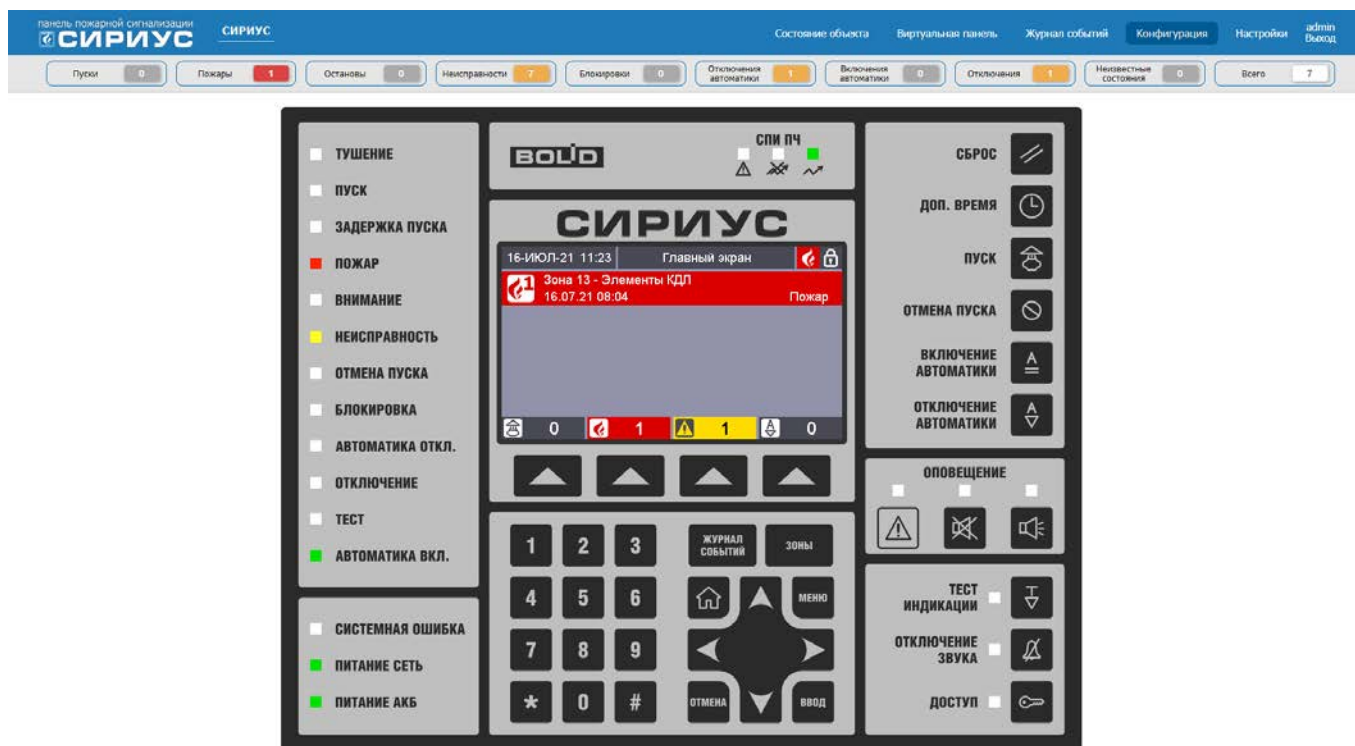 панель пожарной сигнализации
СИРИУС
СИРИУС
Состояние объекта
Виртуальная панель
Журнал событий
Конфигурация
Настройки
admin
Выход
Пуски 0
Пожары 1
Остановы 0
Неисправности 7
Блокировки 0
Отключения автоматики 1
Включения автоматики 0
Отключения 1
Неизвестные состояния 0
Всего 7
ТУШЕНИЕ
ПУСК
ЗАДЕРЖКА ПУСКА
ПОЖАР
ВНИМАНИЕ
НЕИСПРАВНОСТЬ
ОТМЕНА ПУСКА
БЛОКИРОВКА
АВТОМАТИКА ОТКЛ.
ОТКЛЮЧЕНИЕ
ТЕСТ
АВТОМАТИКА ВКЛ.
СИСТЕМНАЯ ОШИБКА
ПИТАНИЕ СЕТЬ
ПИТАНИЕ АКБ
BOLID
СПИ ПЧ
СИРИУС
16-ИЮЛ-21 11:23 Главный экран
1 Зона 13 - Элементы КДЛ
16.07.21 08:04 Пожар
0 1 1 0
1 2 3
ЖУРНАЛ
СОБЫТИЙ
ЗОНЫ
4 5 6
МЕНЮ
7 8 9
* 0 #
ОТМЕНА
ВВОД
СБРОС
ДОП. ВРЕМЯ
ПУСК
ОТМЕНА ПУСКА
ВКЛЮЧЕНИЕ
АВТОМАТИКИ
А
ОТКЛЮЧЕНИЕ
АВТОМАТИКИ
А
ОПОВЕЩЕНИЕ
ТЕСТ
ИНДИКАЦИИ
ОТКЛЮЧЕНИЕ
ЗВУКА
ДОСТУП